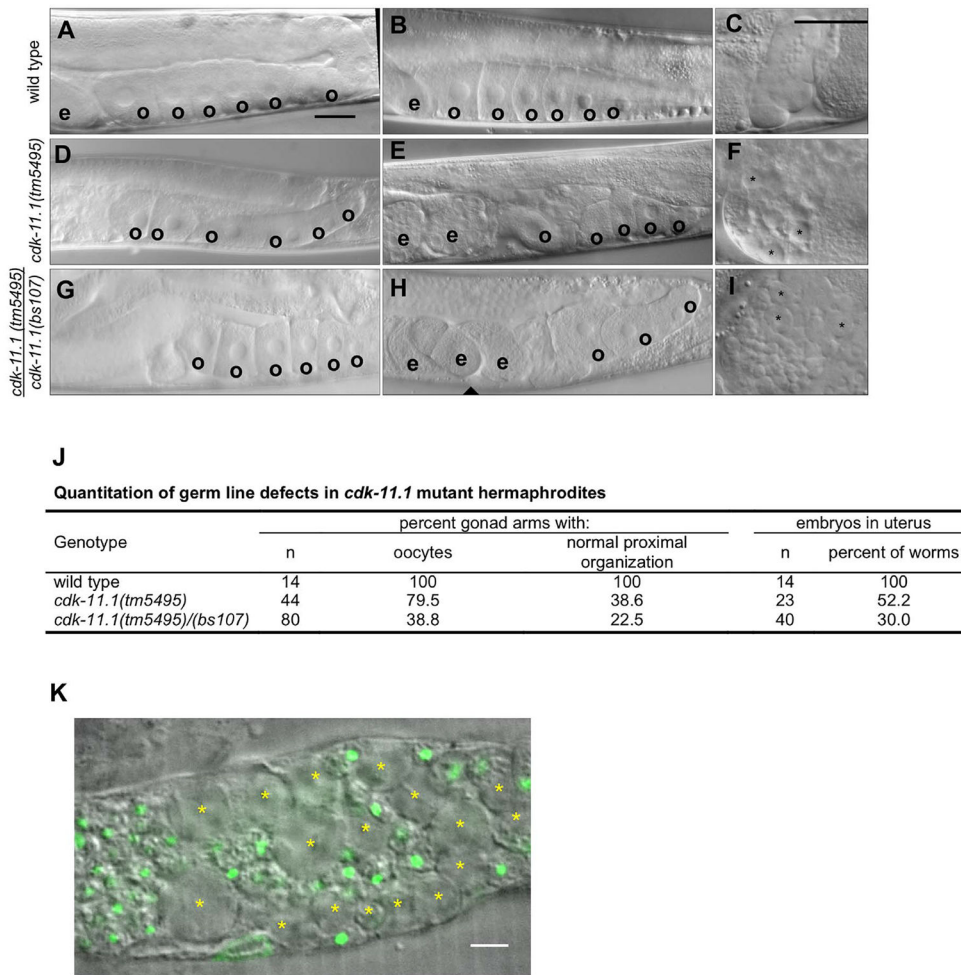 A B C
wild type
e o o o o o o
e o o o o o o
D E F
cdk-11.1(tm5495)
o o o o o o
e e o o o o o
* * *
G H I
cdk-11.1 (tm5495)
cdk-11.1(bs107)
o o o o o o
e e e o o o
* * *
J
Quantitation of germ line defects in cdk-11.1 mutant hermaphrodites
percent gonad arms with: embryos in uterus
Genotype n oocytes normal proximal organization n percent of worms
wild type 14 100 100 14 100
cdk-11.1(tm5495) 44 79.5 38.6 23 52.2
cdk-11.1(tm5495)/(bs107) 80 38.8 22.5 40 30.0
K